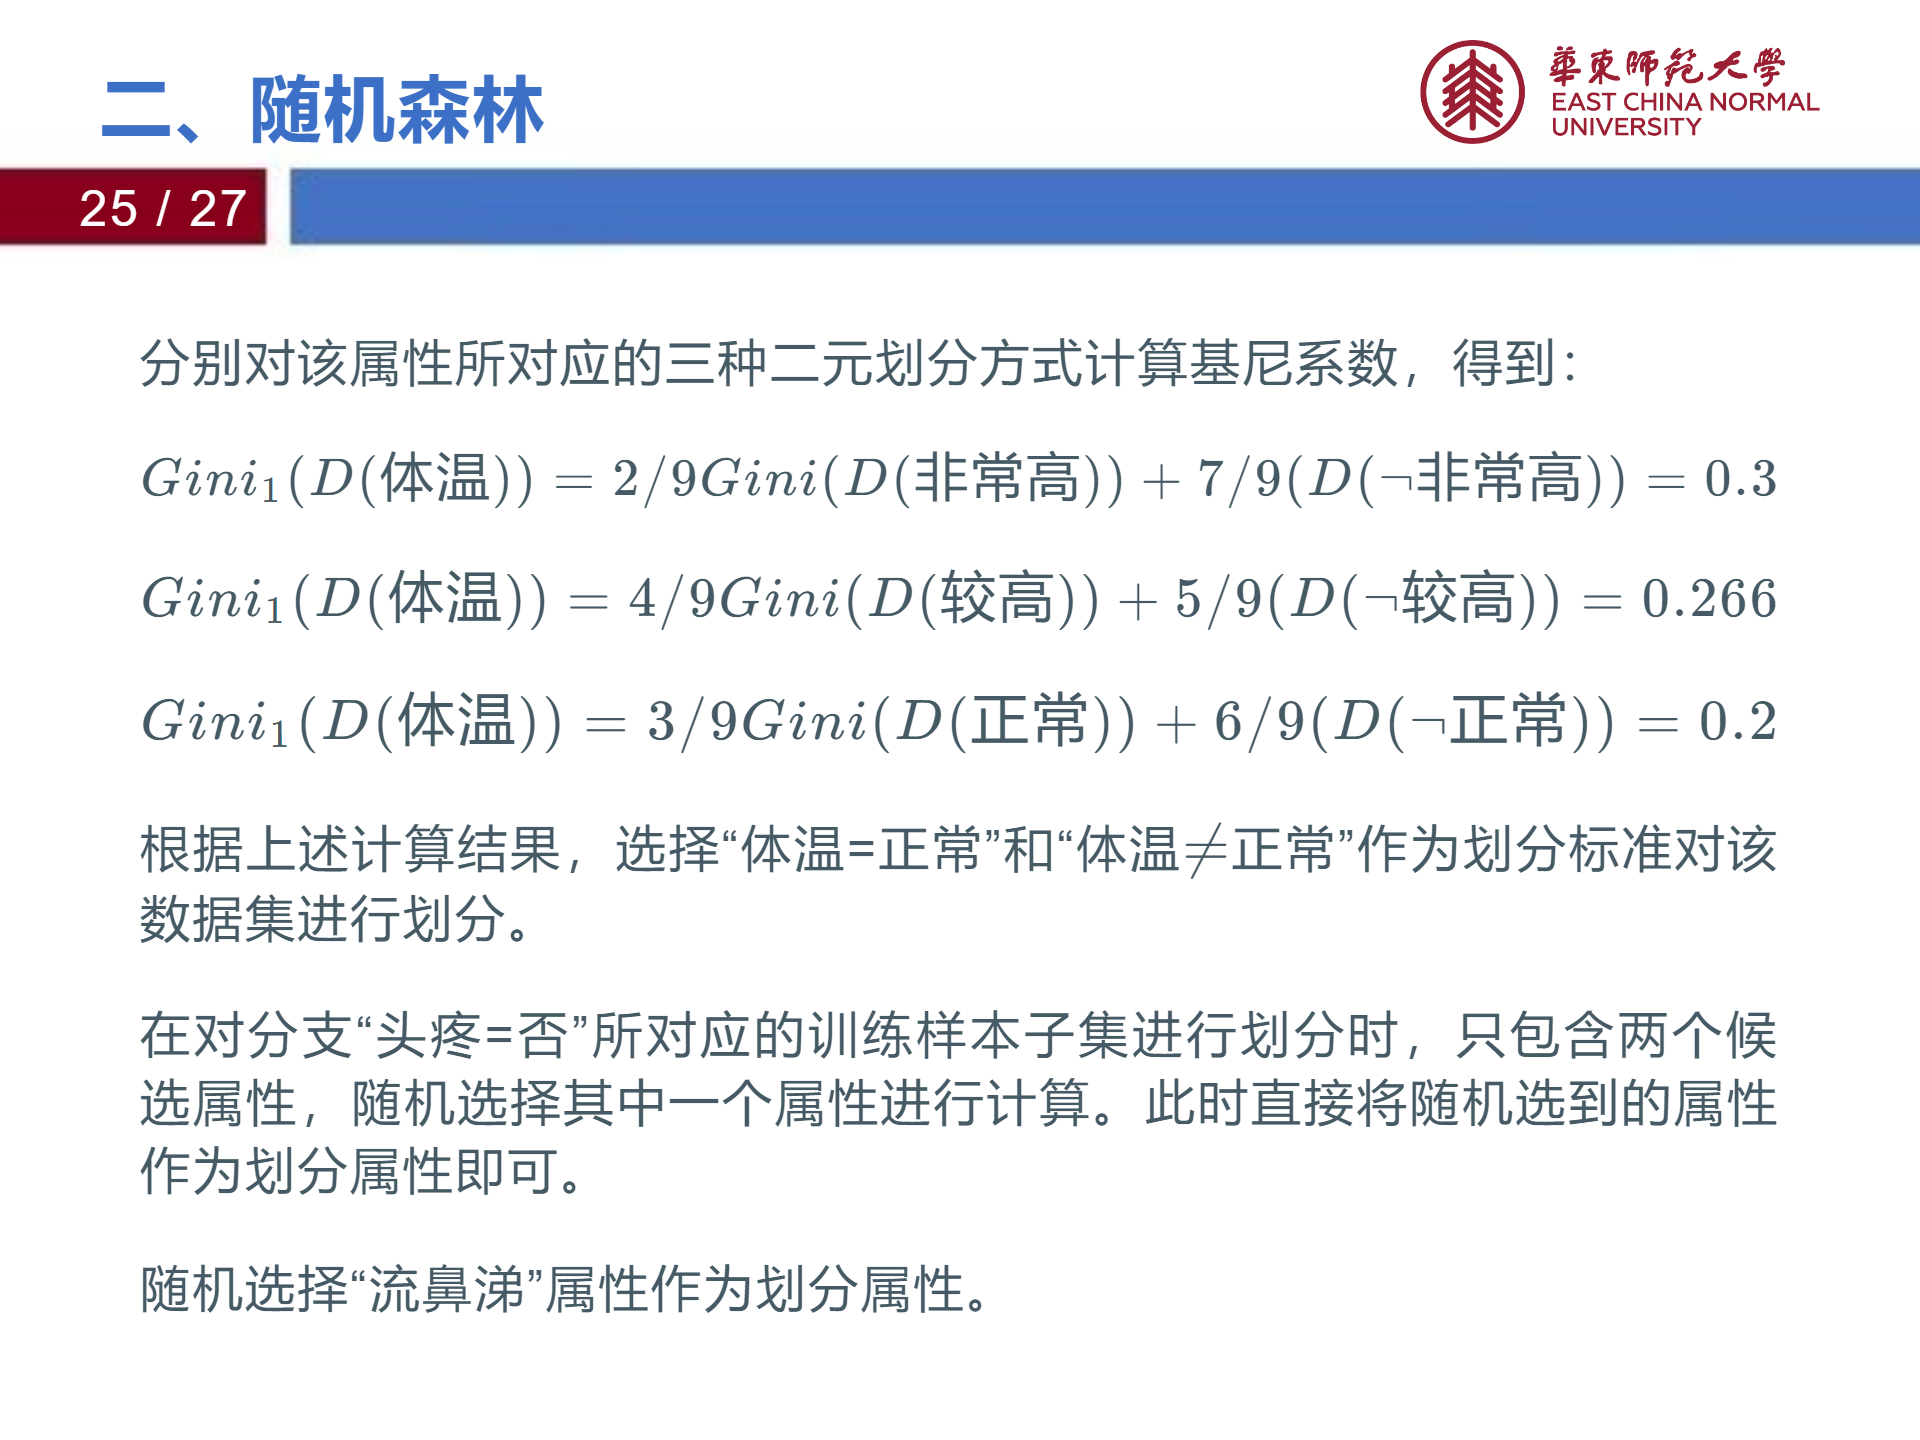 二、随机森林
華東師範大學
EAST CHINA NORMAL
UNIVERSITY
25 / 27
分别对该属性所对应的三种二元划分方式计算基尼系数，得到：
Gini₁(D(体温)) = 2/9Gini(D(非常高)) + 7/9(D(¬非常高)) = 0.3
Gini₁(D(体温)) = 4/9Gini(D(较高)) + 5/9(D(¬较高)) = 0.266
Gini₁(D(体温)) = 3/9Gini(D(正常)) + 6/9(D(¬正常)) = 0.2
根据上述计算结果，选择“体温=正常”和“体温≠正常”作为划分标准对该
数据集进行划分。
在对分支“头疼=否”所对应的训练样本子集进行划分时，只包含两个候
选属性，随机选择其中一个属性进行计算。此时直接将随机选到的属性
作为划分属性即可。
随机选择“流鼻涕”属性作为划分属性。